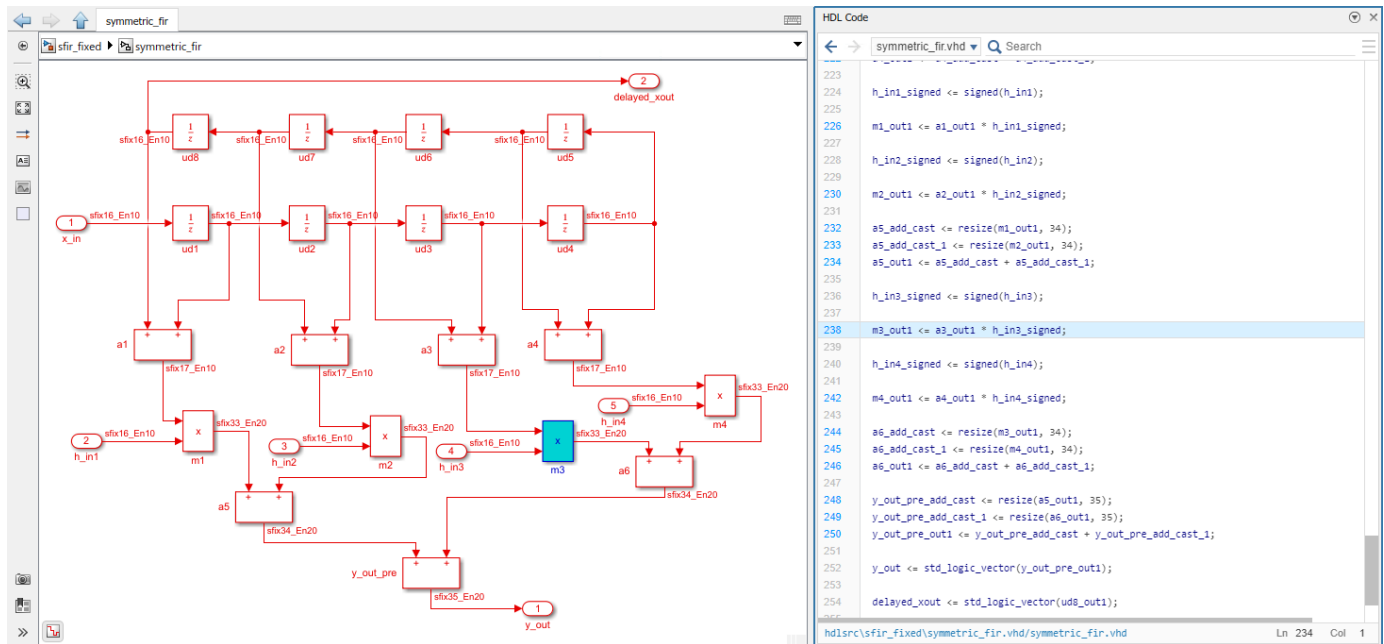 symmetric_fir
sfir_fixed
symmetric_fir
2
delayed_xout
sfix16_En10
sfix16_En10
sfix16_En10
sfix16_En10
1
z
1
z
1
z
1
z
ud8
ud7
ud6
ud5
1
x_in
sfix16_En10
sfix16_En10
sfix16_En10
sfix16_En10
sfix16_En10
1
z
1
z
1
z
1
z
ud1
ud2
ud3
ud4
+ +
+ +
+ +
+ +
a1
a2
a3
a4
sfix17_En10
sfix17_En10
sfix17_En10
sfix17_En10
2
h_in1
sfix16_En10
x
m1
sfix33_En20
3
h_in2
sfix16_En10
x
m2
sfix33_En20
4
h_in3
sfix16_En10
x
m3
sfix33_En20
5
h_in4
sfix16_En10
x
m4
sfix33_En20
+ +
a5
sfix34_En20
+ +
a6
sfix34_En20
+ +
y_out_pre
sfix35_En20
1
y_out
HDL Code
symmetric_fir.vhd
Search
223
224 h_in1_signed <= signed(h_in1);
226 m1_out1 <= a1_out1 * h_in1_signed;
227
228 h_in2_signed <= signed(h_in2);
229
230 m2_out1 <= a2_out1 * h_in2_signed;
231
232 a5_add_cast <= resize(m1_out1, 34);
233 a5_add_cast_1 <= resize(m2_out1, 34);
234 a5_out1 <= a5_add_cast + a5_add_cast_1;
235
236 h_in3_signed <= signed(h_in3);
237
238 m3_out1 <= a3_out1 * h_in3_signed;
239
240 h_in4_signed <= signed(h_in4);
241
242 m4_out1 <= a4_out1 * h_in4_signed;
243
244 a6_add_cast <= resize(m3_out1, 34);
245 a6_add_cast_1 <= resize(m4_out1, 34);
246 a6_out1 <= a6_add_cast + a6_add_cast_1;
247
248 y_out_pre_add_cast <= resize(a5_out1, 35);
249 y_out_pre_add_cast_1 <= resize(a6_out1, 35);
250 y_out_pre_out1 <= y_out_pre_add_cast + y_out_pre_add_cast_1;
251
252 y_out <= std_logic_vector(y_out_pre_out1);
253
254 delayed_xout <= std_logic_vector(ud8_out1);
hdlsrc\sfir_fixed\symmetric_fir.vhd/symmetric_fir.vhd
Ln 234 Col 1